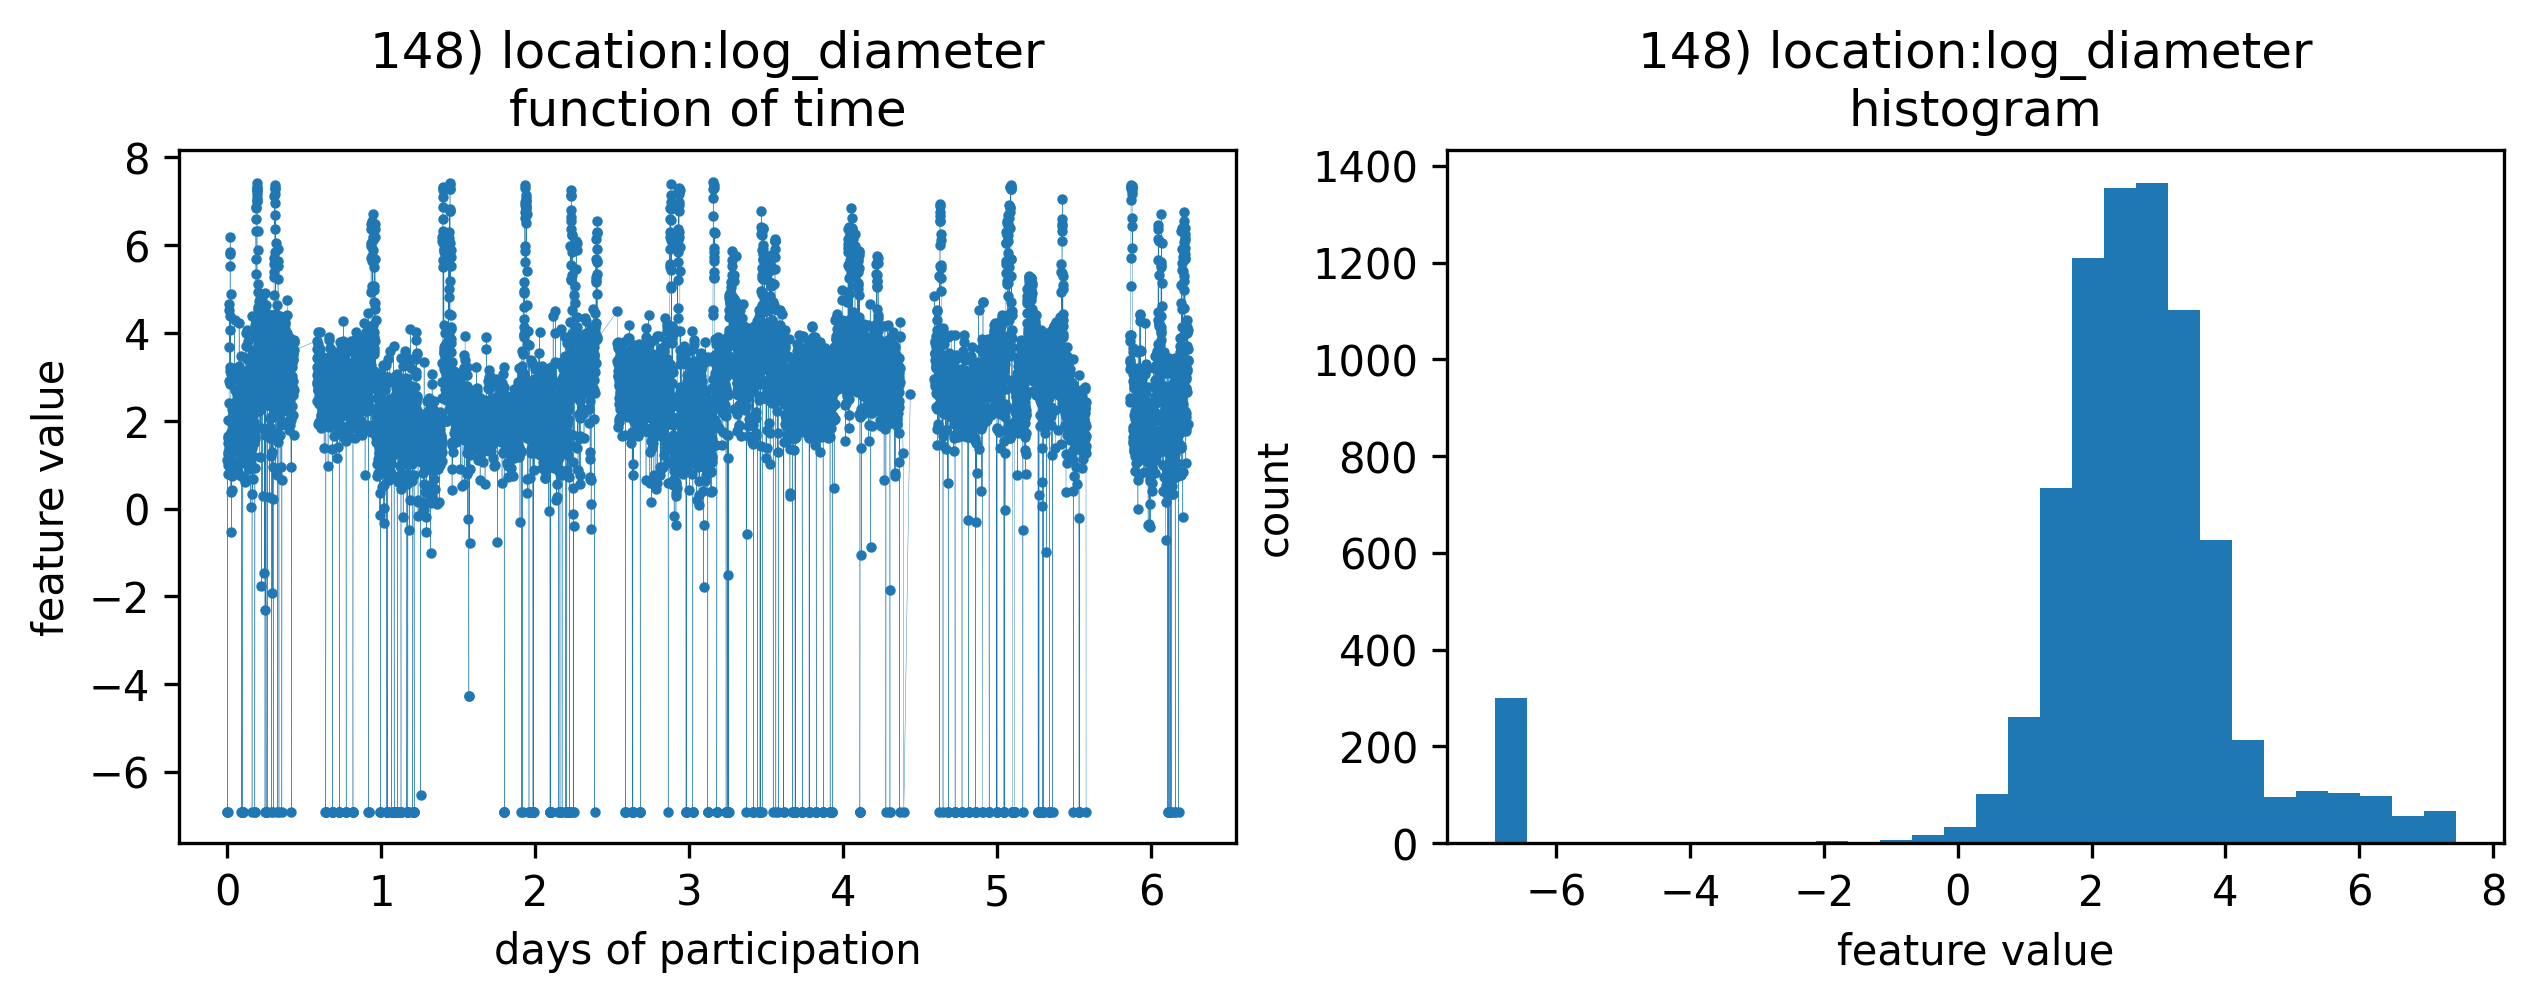 148) location:log_diameter
function of time
8
6
4
2
0
−2
−4
−6
feature value
0 1 2 3 4 5 6
days of participation
148) location:log_diameter
histogram
1400
1200
1000
800
600
400
200
0
count
−6 −4 −2 0 2 4 6 8
feature value